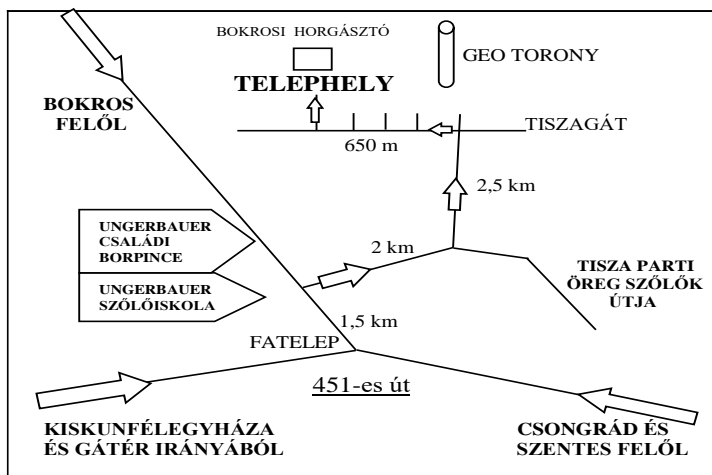 BOKROSI HORGÁSZTÓ
GEO TORONY
TELEPHELY
BOKROS
FELŐL
TISZAGÁT
650 m
2,5 km
UNGERBAUER
CSALÁDI
BORPINCE
UNGERBAUER
SZŐLŐISKOLA
2 km
TISZA PARTI
ÖREG SZŐLŐK
ÚTJA
1,5 km
FATELEP
451-es út
KISKUNFÉLEGYHÁZA
ÉS GÁTÉR IRÁNYÁBÓL
CSONGRÁD ÉS
SZENTES FELŐL